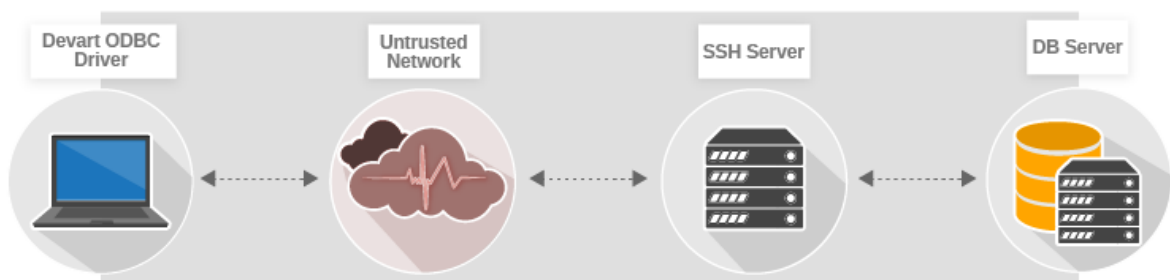 Devart ODBC
Driver
Untrusted
Network
SSH Server
DB Server